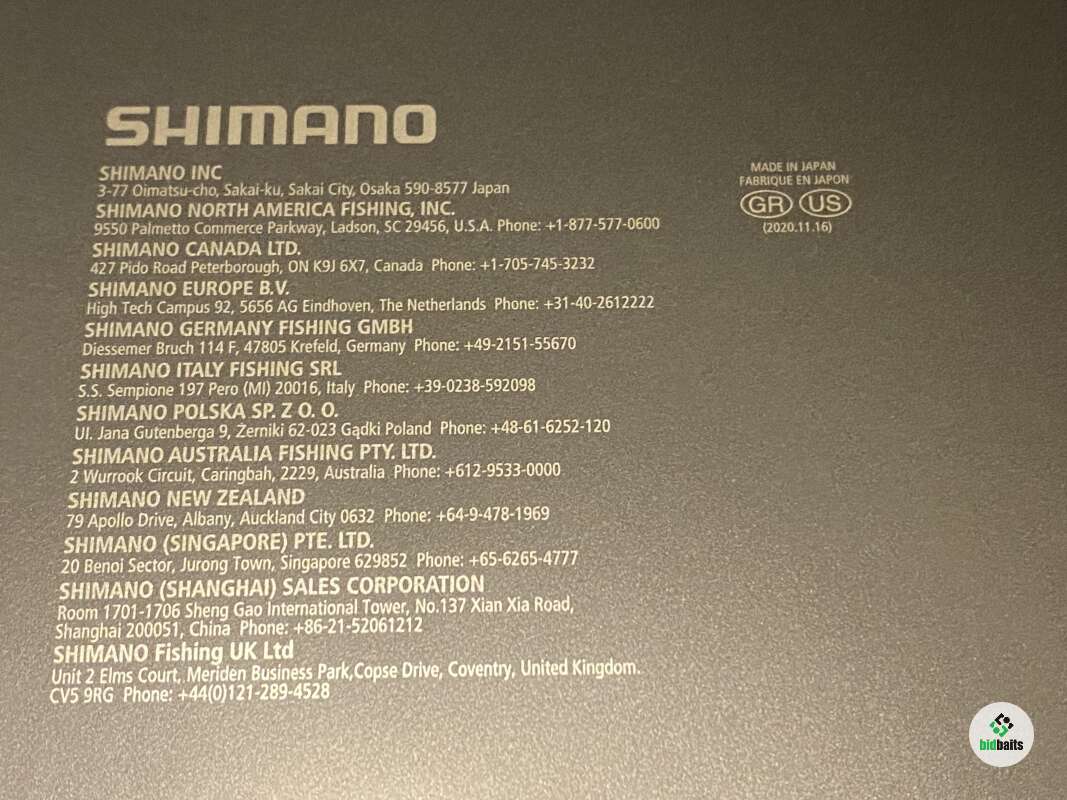 SHIMANO
SHIMANO INC
3-77 Oimatsu-cho, Sakai-ku, Sakai City, Osaka 590-8577 Japan
SHIMANO NORTH AMERICA FISHING, INC.
9550 Palmetto Commerce Parkway, Ladson, SC 29456, U.S.A. Phone: +1-877-577-0600
SHIMANO CANADA LTD.
427 Pido Road Peterborough, ON K9J 6X7, Canada Phone: +1-705-745-3232
SHIMANO EUROPE B.V.
High Tech Campus 92, 5656 AG Eindhoven, The Netherlands Phone: +31-40-2612222
SHIMANO GERMANY FISHING GMBH
Diessemer Bruch 114 F, 47805 Krefeld, Germany Phone: +49-2151-55670
SHIMANO ITALY FISHING SRL
S.S. Sempione 197 Pero (MI) 20016, Italy Phone: +39-0238-592098
SHIMANO POLSKA SP. Z O. O.
Ul. Jana Gutenberga 9, Żerniki 62-023 Gądki Poland Phone: +48-61-6252-120
SHIMANO AUSTRALIA FISHING PTY. LTD.
2 Wurrook Circuit, Caringbah, 2229, Australia Phone: +612-9533-0000
SHIMANO NEW ZEALAND
79 Apollo Drive, Albany, Auckland City 0632 Phone: +64-9-478-1969
SHIMANO (SINGAPORE) PTE. LTD.
20 Benoi Sector, Jurong Town, Singapore 629852 Phone: +65-6265-4777
SHIMANO (SHANGHAI) SALES CORPORATION
Room 1701-1706 Sheng Gao International Tower, No.137 Xian Xia Road,
Shanghai 200051, China Phone: +86-21-52061212
SHIMANO Fishing UK Ltd
Unit 2 Elms Court, Meriden Business Park,Copse Drive, Coventry, United Kingdom.
CV5 9RG Phone: +44(0)121-289-4528
MADE IN JAPAN
FABRIQUE EN JAPON
GR US
(2020.11.16)
bidbaits